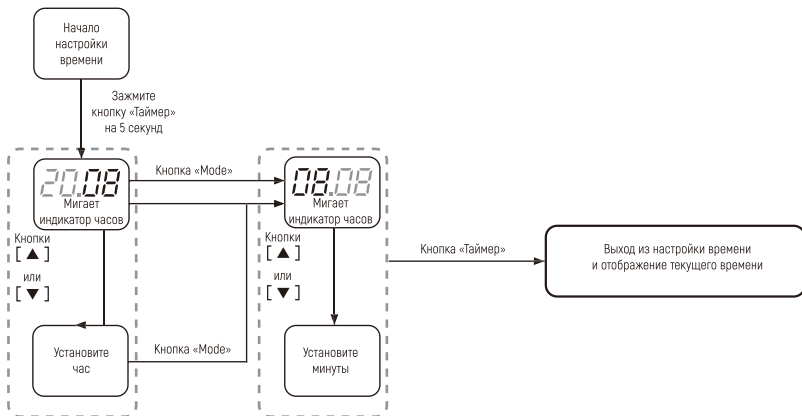 Начало
настройки
времени
Зажмите
кнопку «Таймер»
на 5 секунд
20.08
Мигает
индикатор часов
Кнопка «Mode»
08.08
Мигает
индикатор часов
Кнопки
[▲]
или
[▼]
Кнопки
[▲]
или
[▼]
Кнопка «Таймер»
Выход из настройки времени
и отображение текущего времени
Установите
час
Кнопка «Mode»
Установите
минуты